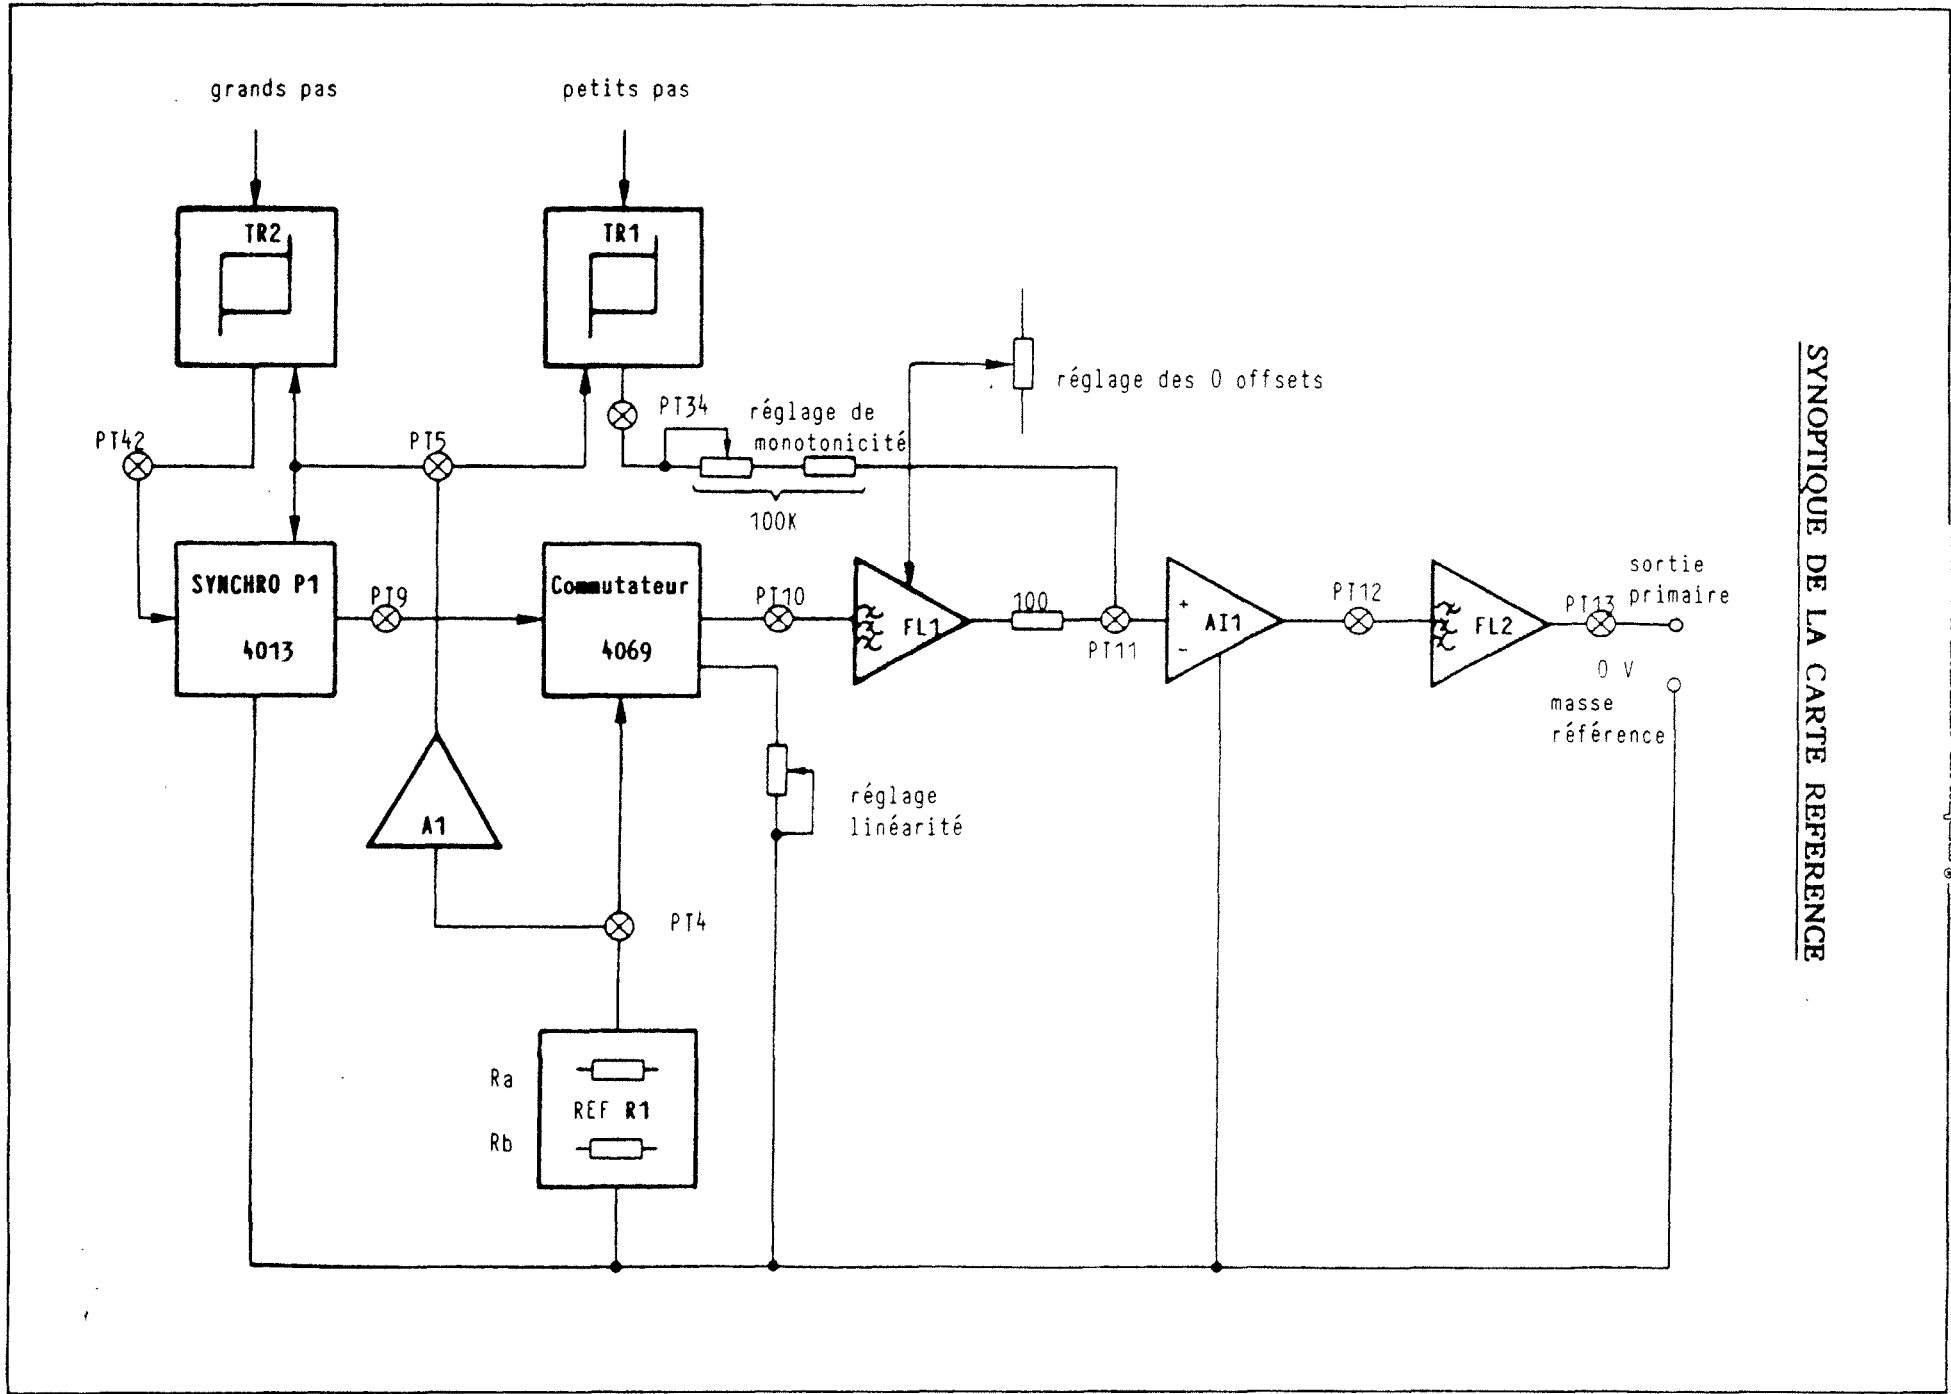 grands pas
petits pas
TR2
TR1
réglage des 0 offsets
PT42
PT5
PT34
réglage de
monotonicité
100K
SYNCHRO P1
4013
PT9
Commutateur
4069
PT10
FL1
100
PT11
+
AI1
-
PT12
FL2
PT13
sortie
primaire
0 V
masse
référence
A1
réglage
linéarité
PT4
Ra
REF R1
Rb
SYNOPTIQUE DE LA CARTE REFERENCE